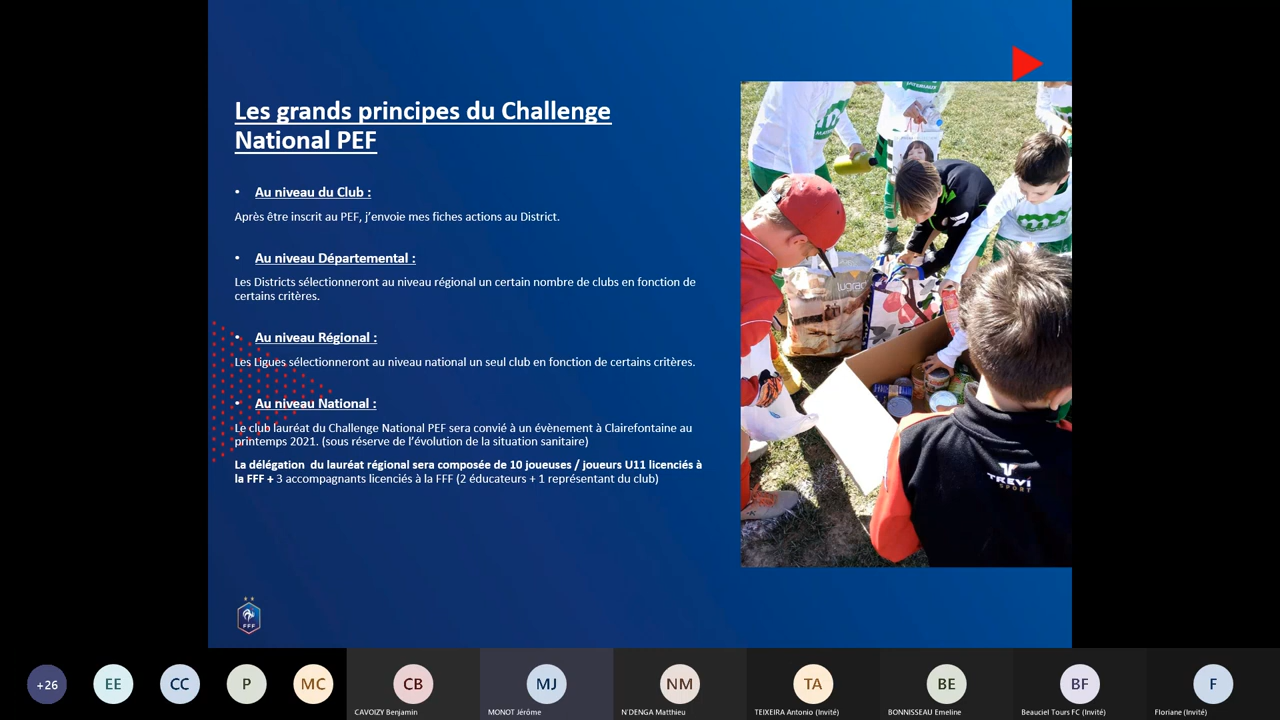 Les grands principes du Challenge
National PEF
• Au niveau du Club :
Après être inscrit au PEF, j'envoie mes fiches actions au District.
• Au niveau Départemental :
Les Districts sélectionneront au niveau régional un certain nombre de clubs en fonction de
certains critères.
• Au niveau Régional :
Les Ligues sélectionneront au niveau national un seul club en fonction de certains critères.
• Au niveau National :
Le club lauréat du Challenge National PEF sera convié à un évènement à Clairefontaine au
printemps 2021. (sous réserve de l'évolution de la situation sanitaire)
La délégation  du lauréat régional sera composée de 10 joueuses / joueurs U11 licenciés à
la FFF + 3 accompagnants licenciés à la FFF (2 éducateurs + 1 représentant du club)
TREVI
SPORT
FFF
+26
EE
CC
P
MC
CB
CAVOIZY Benjamin
MJ
MONOT Jérôme
NM
N'DENGA Matthieu
TA
TEIXEIRA Antonio (Invité)
BE
BONNISSEAU Emeline
BF
Beauciel Tours FC (Invité)
F
Floriane (Invité)